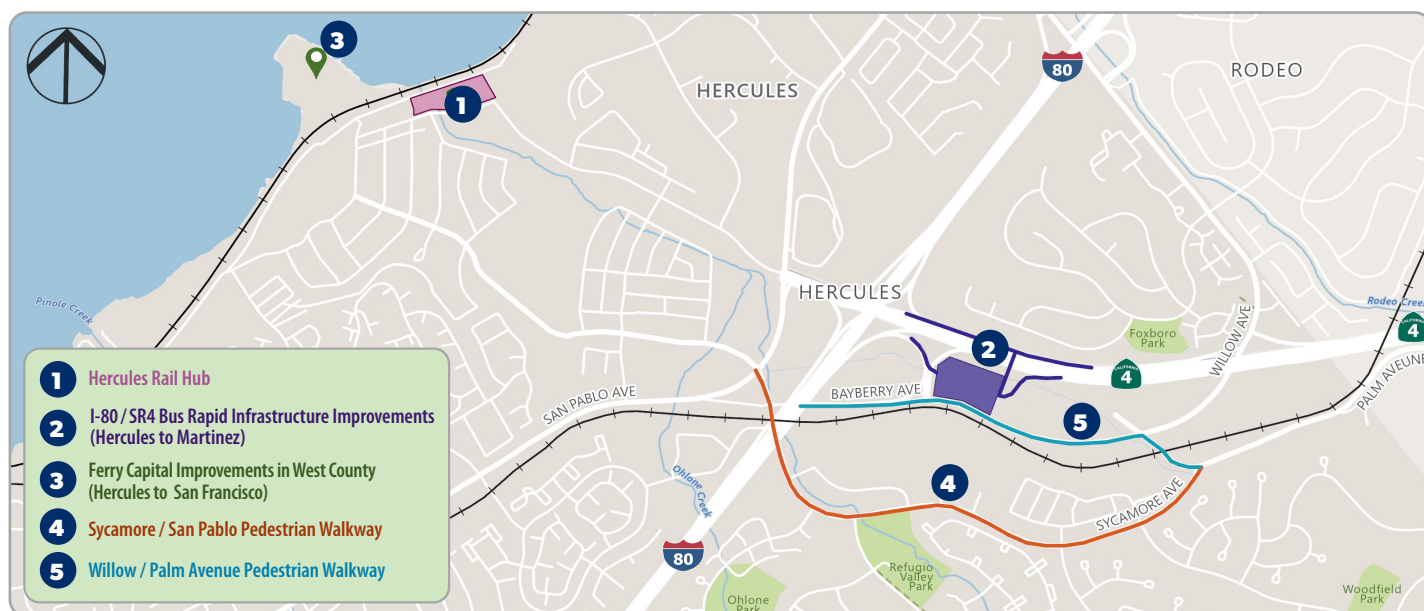 3
1
HERCULES
80
RODEO
Pinole Creek
HERCULES
2
Foxboro
Park
WILLOW AVE
Rodeo Creek
CALIFORNIA
4
CALIFORNIA
4
PALM AVEUNE
BAYBERRY AVE
SAN PABLO AVE
5
Ohlone Creek
4
SYCAMORE AVE
80
Refugio
Valley
Park
Ohlone
Park
Woodfield
Park
1 Hercules Rail Hub
2 I-80 / SR4 Bus Rapid Infrastructure Improvements
(Hercules to Martinez)
3 Ferry Capital Improvements in West County
(Hercules to San Francisco)
4 Sycamore / San Pablo Pedestrian Walkway
5 Willow / Palm Avenue Pedestrian Walkway